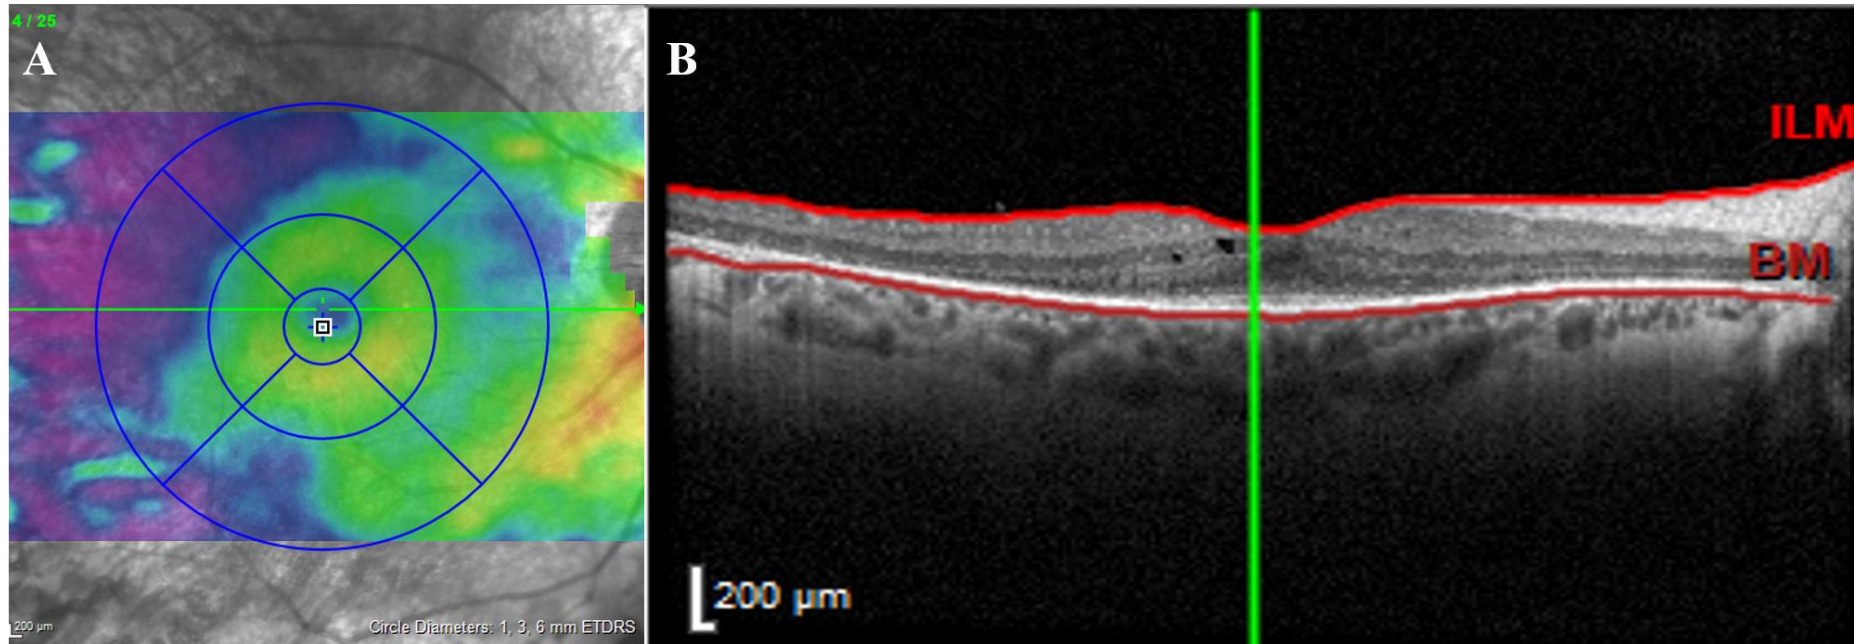 4 / 25
A
B
ILM
BM
200 µm
200 µm
Circle Diameters: 1, 3, 6 mm ETDRS